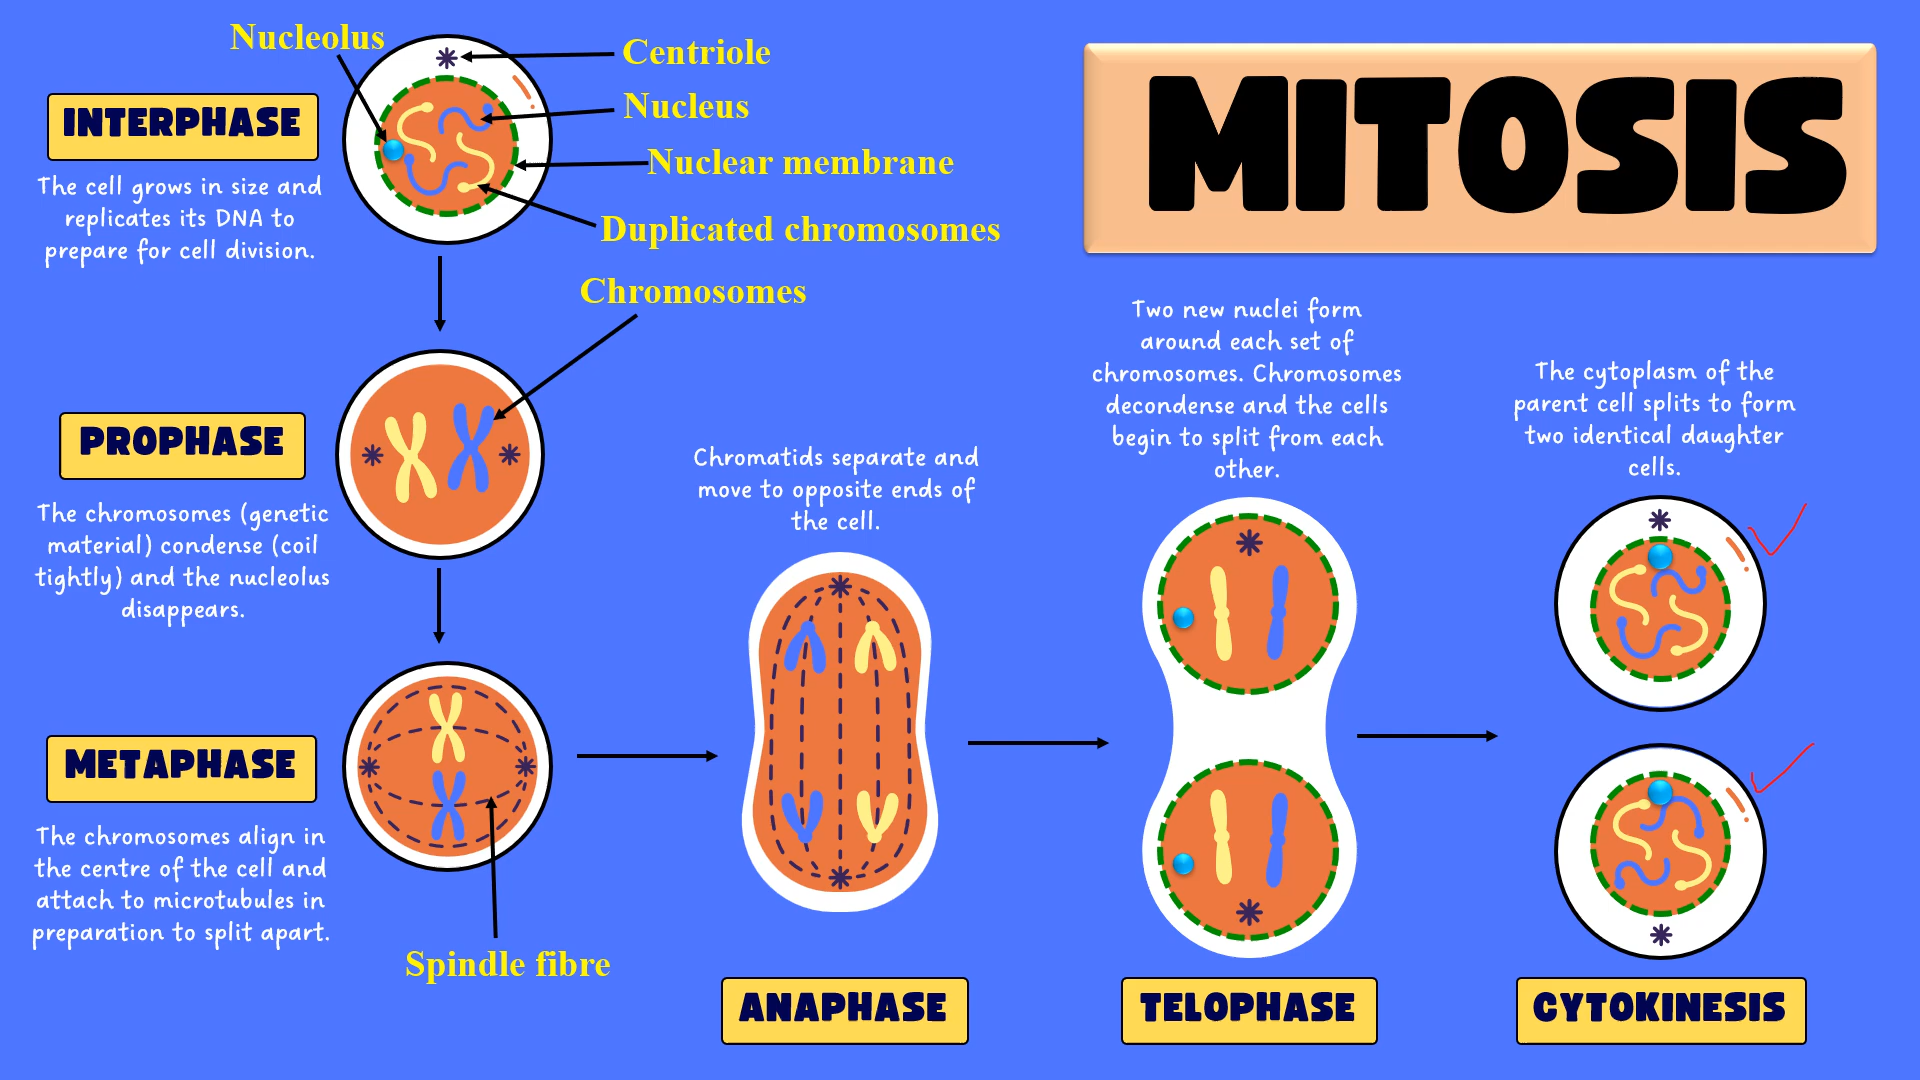 MITOSIS
Nucleolus
Centriole
Nucleus
Nuclear membrane
Duplicated chromosomes
INTERPHASE
The cell grows in size and
replicates its DNA to
prepare for cell division.
Chromosomes
PROPHASE
The chromosomes (genetic
material) condense (coil
tightly) and the nucleolus
disappears.
METAPHASE
The chromosomes align in
the centre of the cell and
attach to microtubules in
preparation to split apart.
Spindle fibre
Chromatids separate and
move to opposite ends of
the cell.
ANAPHASE
Two new nuclei form
around each set of
chromosomes. Chromosomes
decondense and the cells
begin to split from each
other.
TELOPHASE
The cytoplasm of the
parent cell splits to form
two identical daughter
cells.
CYTOKINESIS